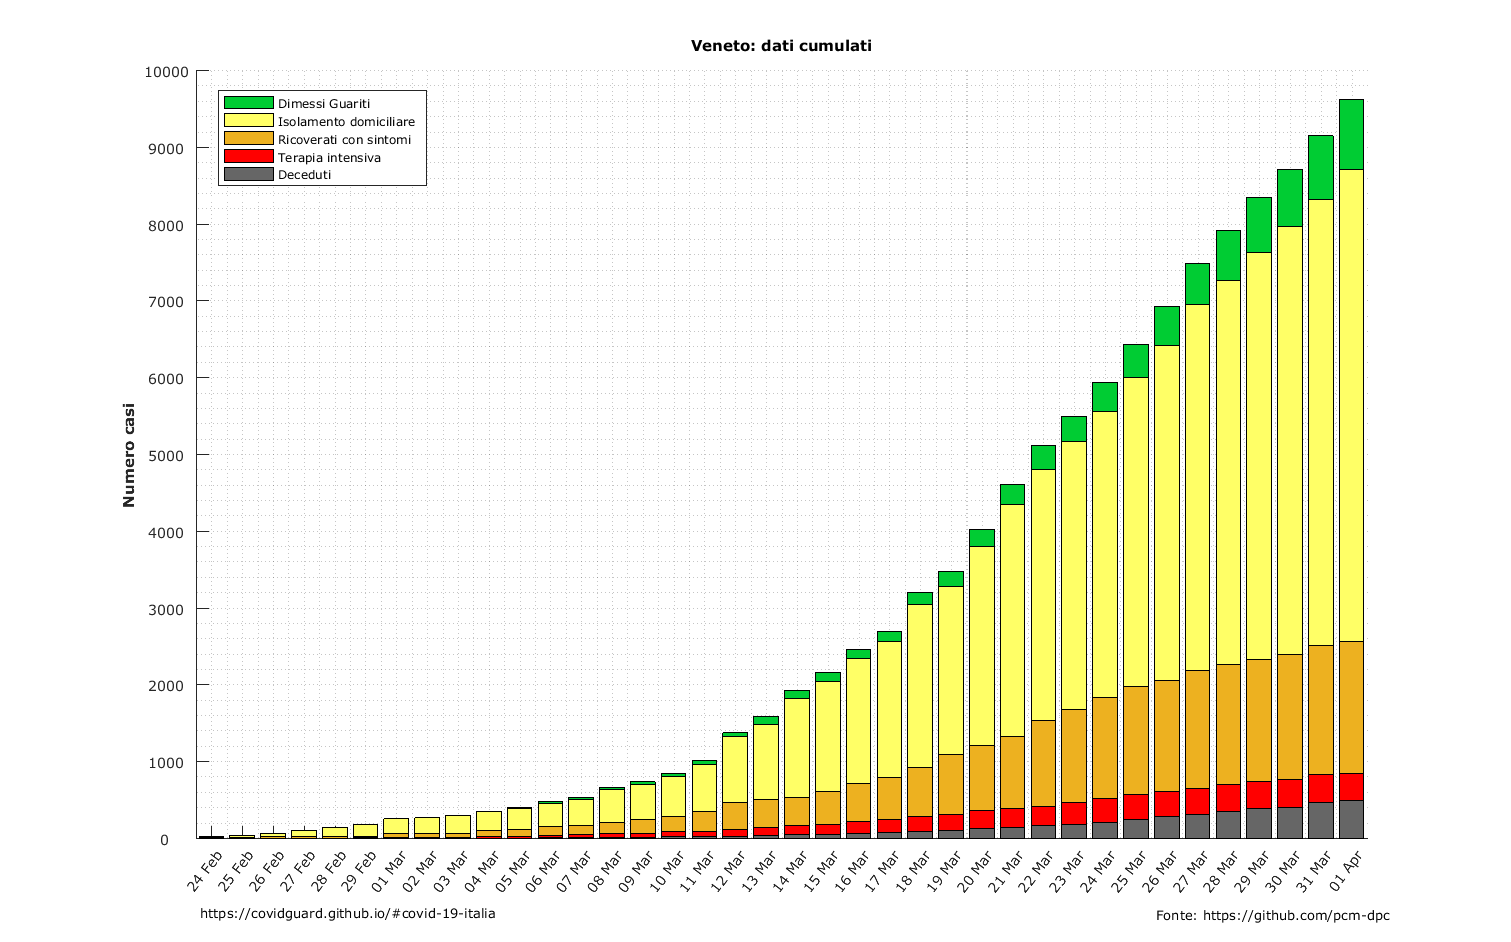 Veneto: dati cumulati
10000
9000
8000
7000
6000
5000
4000
3000
2000
1000
0
Numero casi
Dimessi Guariti
Isolamento domiciliare
Ricoverati con sintomi
Terapia intensiva
Deceduti
24 Feb
25 Feb
26 Feb
27 Feb
28 Feb
29 Feb
01 Mar
02 Mar
03 Mar
04 Mar
05 Mar
06 Mar
07 Mar
08 Mar
09 Mar
10 Mar
11 Mar
12 Mar
13 Mar
14 Mar
15 Mar
16 Mar
17 Mar
18 Mar
19 Mar
20 Mar
21 Mar
22 Mar
23 Mar
24 Mar
25 Mar
26 Mar
27 Mar
28 Mar
29 Mar
30 Mar
31 Mar
01 Apr
https://covidguard.github.io/#covid-19-italia
Fonte: https://github.com/pcm-dpc